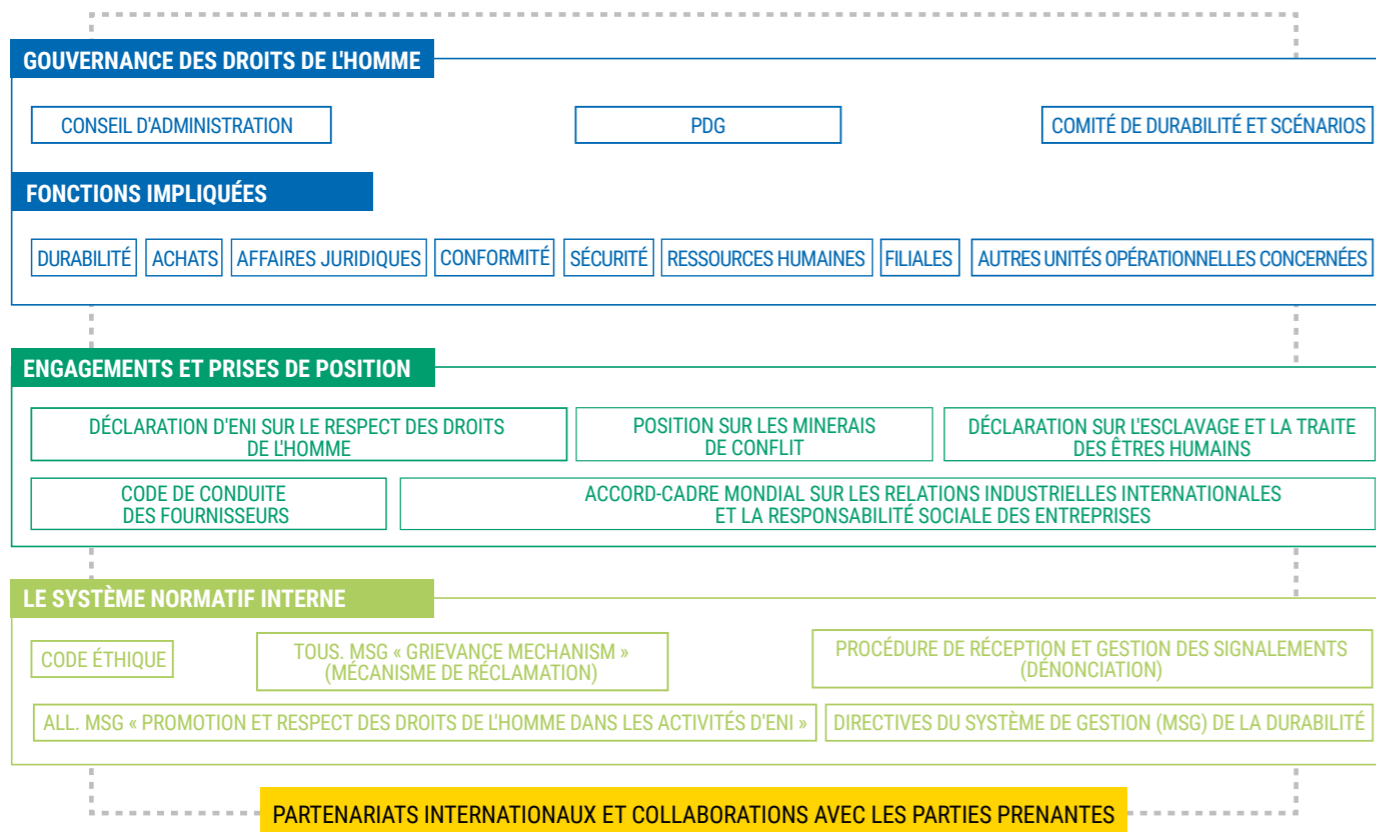 GOUVERNANCE DES DROITS DE L'HOMME
CONSEIL D'ADMINISTRATION
PDG
COMITÉ DE DURABILITÉ ET SCÉNARIOS
FONCTIONS IMPLIQUÉES
DURABILITÉ
ACHATS
AFFAIRES JURIDIQUES
CONFORMITÉ
SÉCURITÉ
RESSOURCES HUMAINES
FILIALES
AUTRES UNITÉS OPÉRATIONNELLES CONCERNÉES
ENGAGEMENTS ET PRISES DE POSITION
DÉCLARATION D'ENI SUR LE RESPECT DES DROITS
DE L'HOMME
POSITION SUR LES MINERAIS
DE CONFLIT
DÉCLARATION SUR L'ESCLAVAGE ET LA TRAITE
DES ÊTRES HUMAINS
CODE DE CONDUITE
DES FOURNISSEURS
ACCORD-CADRE MONDIAL SUR LES RELATIONS INDUSTRIELLES INTERNATIONALES
ET LA RESPONSABILITÉ SOCIALE DES ENTREPRISES
LE SYSTÈME NORMATIF INTERNE
CODE ÉTHIQUE
TOUS. MSG « GRIEVANCE MECHANISM »
(MÉCANISME DE RÉCLAMATION)
PROCÉDURE DE RÉCEPTION ET GESTION DES SIGNALEMENTS
(DÉNONCIATION)
ALL. MSG « PROMOTION ET RESPECT DES DROITS DE L'HOMME DANS LES ACTIVITÉS D'ENI »
DIRECTIVES DU SYSTÈME DE GESTION (MSG) DE LA DURABILITÉ
PARTENARIATS INTERNATIONAUX ET COLLABORATIONS AVEC LES PARTIES PRENANTES